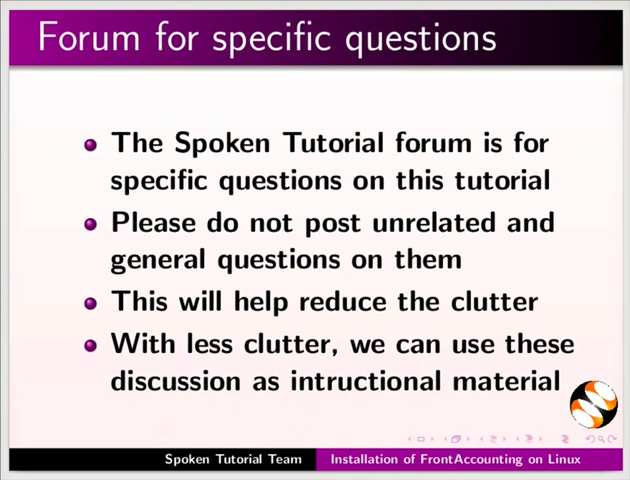 Forum for specific questions
The Spoken Tutorial forum is for
specific questions on this tutorial
Please do not post unrelated and
general questions on them
This will help reduce the clutter
With less clutter, we can use these
discussion as intructional material
Spoken Tutorial Team
Installation of FrontAccounting on Linux